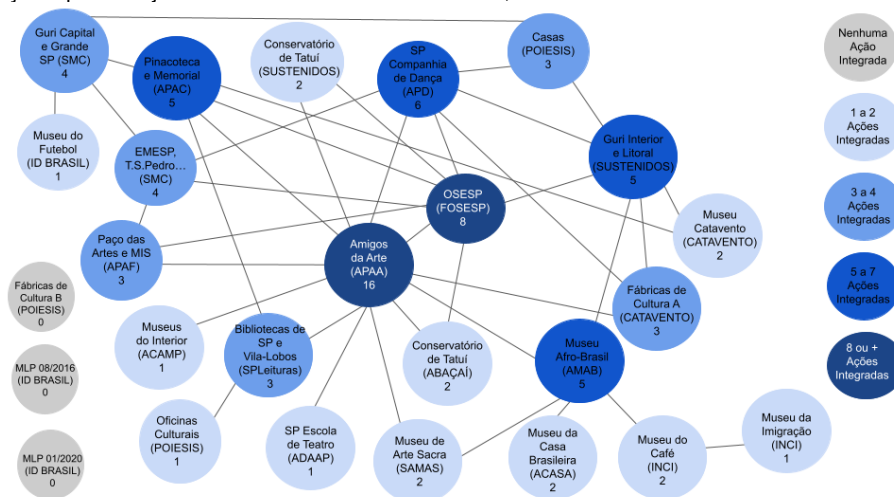 Guri Capital
e Grande
SP (SMC)
4
Pinacoteca
e Memorial
(APAC)
5
Conservatório
de Tatuí
(SUSTENIDOS)
2
SP
Companhia
de Dança
(APD)
6
Casas
(POIESIS)
3
Nenhuma
Ação
Integrada
Museu do
Futebol
(ID BRASIL)
1
EMESP,
T.S.Pedro...
(SMC)
4
Guri Interior
e Litoral
(SUSTENIDOS)
5
1 a 2
Ações
Integradas
OSESP
(FOSESP)
8
Museu
Catavento
(CATAVENTO)
2
3 a 4
Ações
Integradas
Paço das
Artes e MIS
(APAF)
3
Amigos
da Arte
(APAA)
16
Fábricas de
Cultura B
(POIESIS)
0
Fábricas de
Cultura A
(CATAVENTO)
3
5 a 7
Ações
Integradas
Museus
do Interior
(ACAMP)
1
Bibliotecas de
SP e
Vila-Lobos
(SPLeituras)
3
Conservatório
de Tatuí
(ABAÇAÍ)
2
Museu
Afro-Brasil
(AMAB)
5
8 ou +
Ações
Integradas
MLP 08/2016
(ID BRASIL)
0
Oficinas
Culturais
(POIESIS)
1
SP Escola
de Teatro
(ADAAP)
1
Museu de
Arte Sacra
(SAMAS)
2
Museu da
Casa
Brasileira
(ACASA)
2
Museu do
Café
(INCI)
2
Museu da
Imigração
(INCI)
1
MLP 01/2020
(ID BRASIL)
0